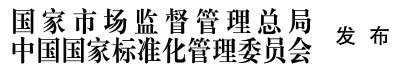 国家市场监督管理总局
中国国家标准化管理委员会
发布